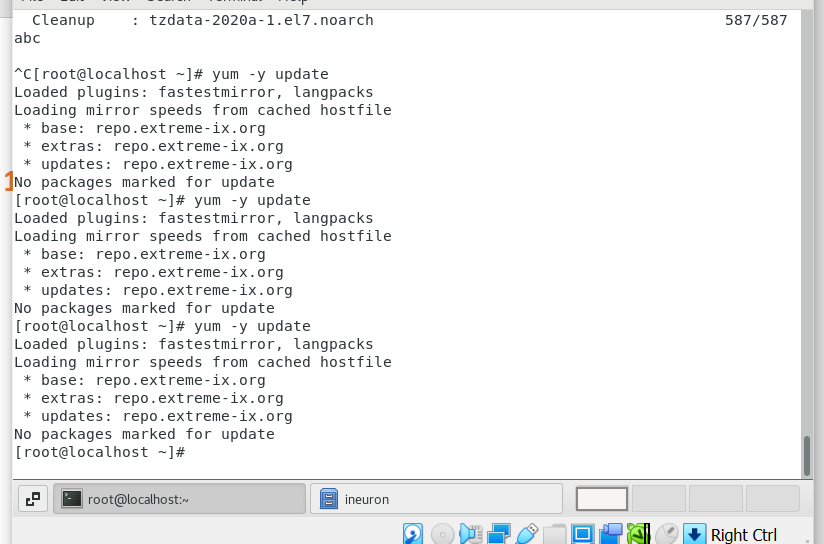 Cleanup    : tzdata-2020a-1.el7.noarch                                       587/587
abc
^C[root@localhost ~]# yum -y update
Loaded plugins: fastestmirror, langpacks
Loading mirror speeds from cached hostfile
 * base: repo.extreme-ix.org
 * extras: repo.extreme-ix.org
 * updates: repo.extreme-ix.org
No packages marked for update
[root@localhost ~]# yum -y update
Loaded plugins: fastestmirror, langpacks
Loading mirror speeds from cached hostfile
 * base: repo.extreme-ix.org
 * extras: repo.extreme-ix.org
 * updates: repo.extreme-ix.org
No packages marked for update
[root@localhost ~]# yum -y update
Loaded plugins: fastestmirror, langpacks
Loading mirror speeds from cached hostfile
 * base: repo.extreme-ix.org
 * extras: repo.extreme-ix.org
 * updates: repo.extreme-ix.org
No packages marked for update
[root@localhost ~]#
root@localhost:~ ineuron
Right Ctrl